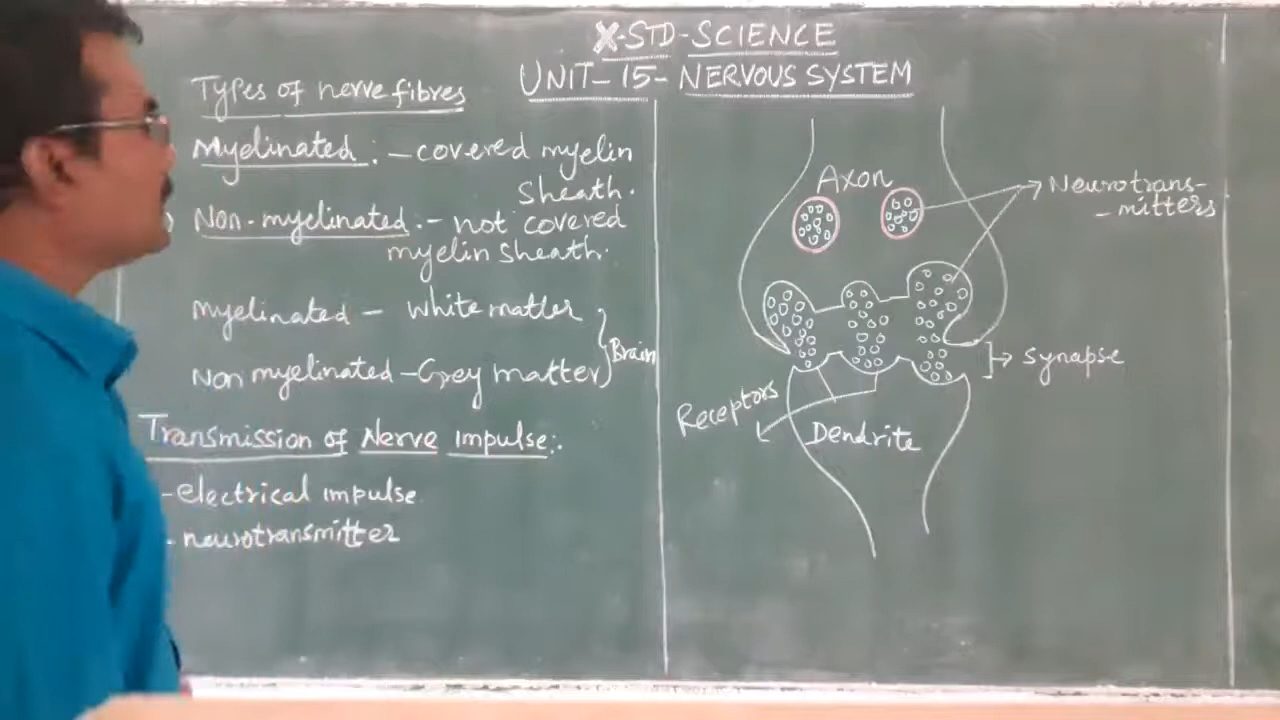 X-STD-SCIENCE
UNIT-15- NERVOUS SYSTEM
Types of nerve fibres
Myelinated :- covered myelin
Sheath.
) Non-myelinated :- not covered
myelin sheath.
myelinated - White matter
Non myelinated - Grey matter
} Brain
Transmission of Nerve impulse:.
- electrical impulse
- neurotransmitter
Axon
Neurotrans-
- mitters
Synapse
Receptors
Dendrite